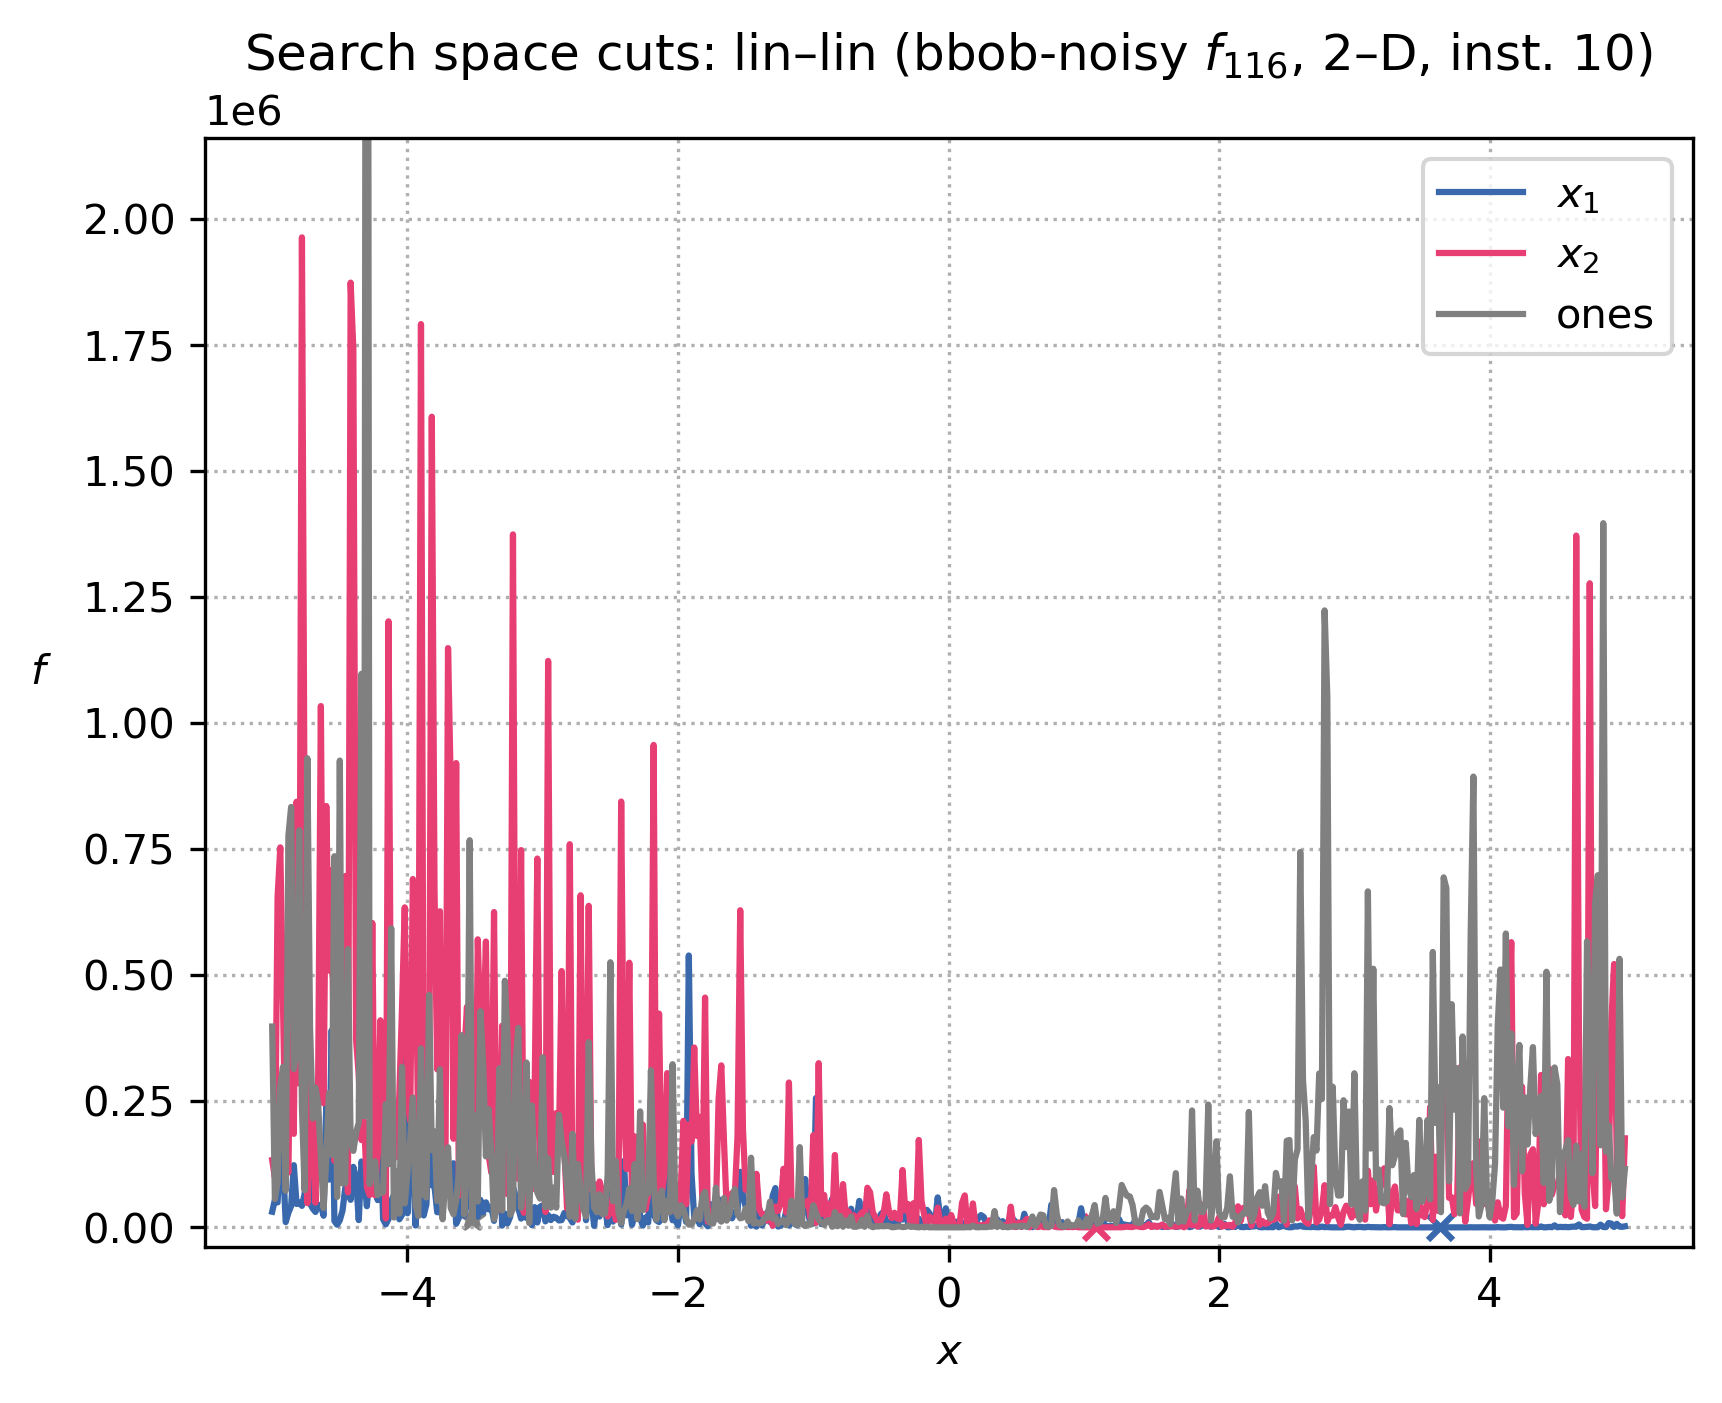 Search space cuts: lin–lin (bbob-noisy f₁₁₆, 2–D, inst. 10)
1e6
x₁
x₂
ones
2.00
1.75
1.50
1.25
1.00
0.75
0.50
0.25
0.00
f
−4 −2 0 2 4
x